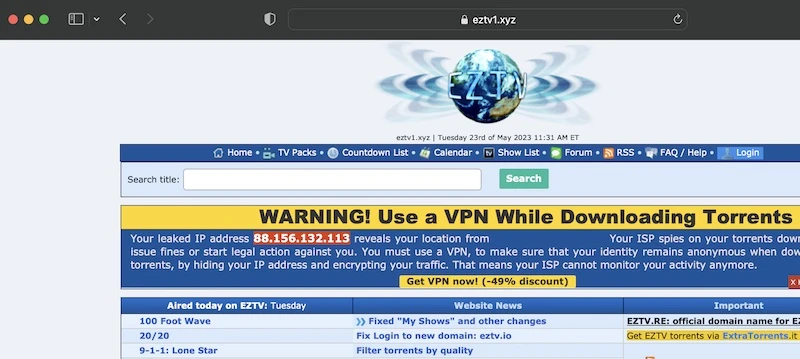 eztv1.xyz
EZTV
eztv1.xyz | Tuesday 23rd of May 2023 11:31 AM ET
Home • TV Packs • Countdown List • Calendar • Show List • Forum • RSS • FAQ / Help • Login
Search title: Search
WARNING! Use a VPN While Downloading Torrents
Your leaked IP address 88.156.132.113 reveals your location from Your ISP spies on your torrents
issue fines or start legal action against you. You must use a VPN, to make sure that your identity remains anonymous when
torrents, by hiding your IP address and encrypting your traffic. That means your ISP cannot monitor your activity anymore.
Get VPN now! (-49% discount)
Aired today on EZTV: Tuesday Website News Important
100 Foot Wave Fixed "My Shows" and other changes EZTV.RE: official domain name for
20/20 Fix Login to new domain: eztv.io Get EZTV torrents via ExtraTorrents.it
9-1-1: Lone Star Filter torrents by quality